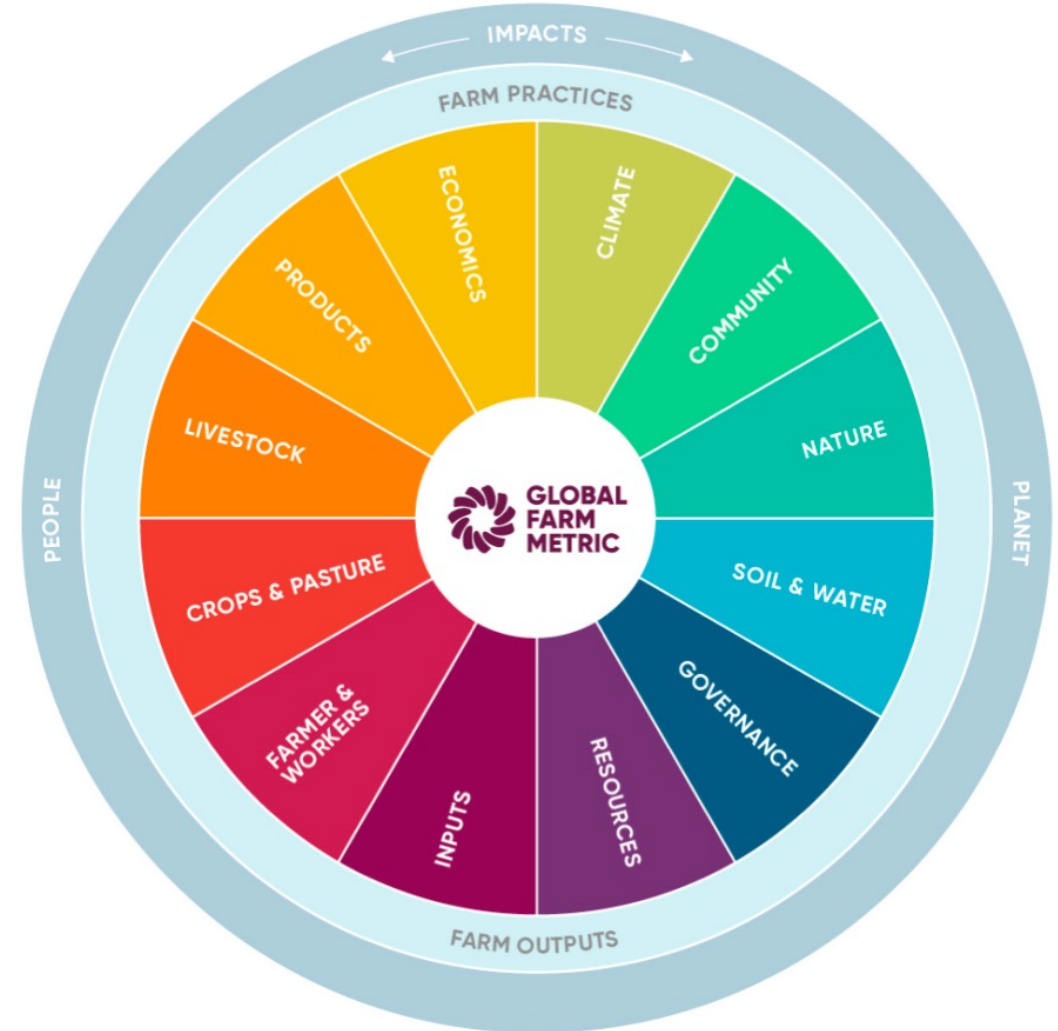 IMPACTS
FARM PRACTICES
ECONOMICS
CLIMATE
PRODUCTS
COMMUNITY
LIVESTOCK
NATURE
PEOPLE
GLOBAL
FARM
METRIC
PLANET
CROPS & PASTURE
SOIL & WATER
FARMER &
WORKERS
GOVERNANCE
INPUTS
RESOURCES
FARM OUTPUTS